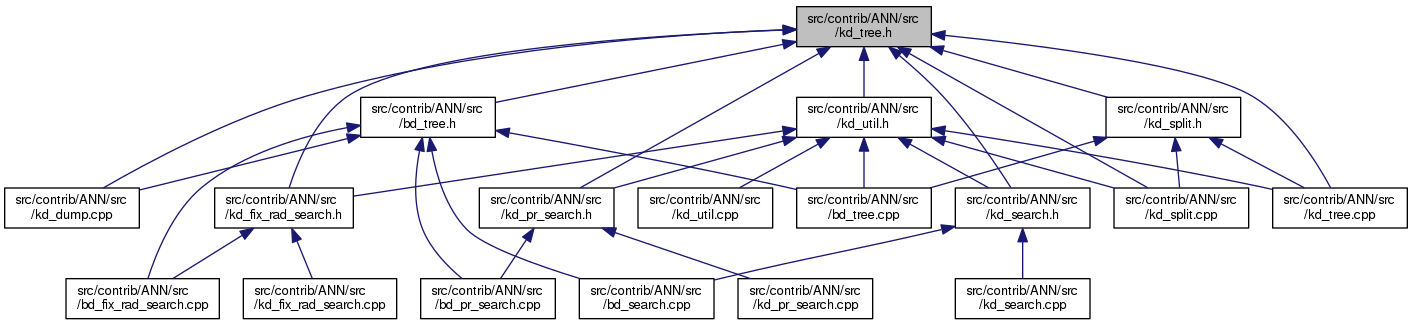 src/contrib/ANN/src
/kd_tree.h
src/contrib/ANN/src
/bd_tree.h
src/contrib/ANN/src
/kd_util.h
src/contrib/ANN/src
/kd_split.h
src/contrib/ANN/src
/kd_dump.cpp
src/contrib/ANN/src
/kd_fix_rad_search.h
src/contrib/ANN/src
/kd_pr_search.h
src/contrib/ANN/src
/kd_util.cpp
src/contrib/ANN/src
/bd_tree.cpp
src/contrib/ANN/src
/kd_search.h
src/contrib/ANN/src
/kd_split.cpp
src/contrib/ANN/src
/kd_tree.cpp
src/contrib/ANN/src
/bd_fix_rad_search.cpp
src/contrib/ANN/src
/kd_fix_rad_search.cpp
src/contrib/ANN/src
/bd_pr_search.cpp
src/contrib/ANN/src
/bd_search.cpp
src/contrib/ANN/src
/kd_pr_search.cpp
src/contrib/ANN/src
/kd_search.cpp